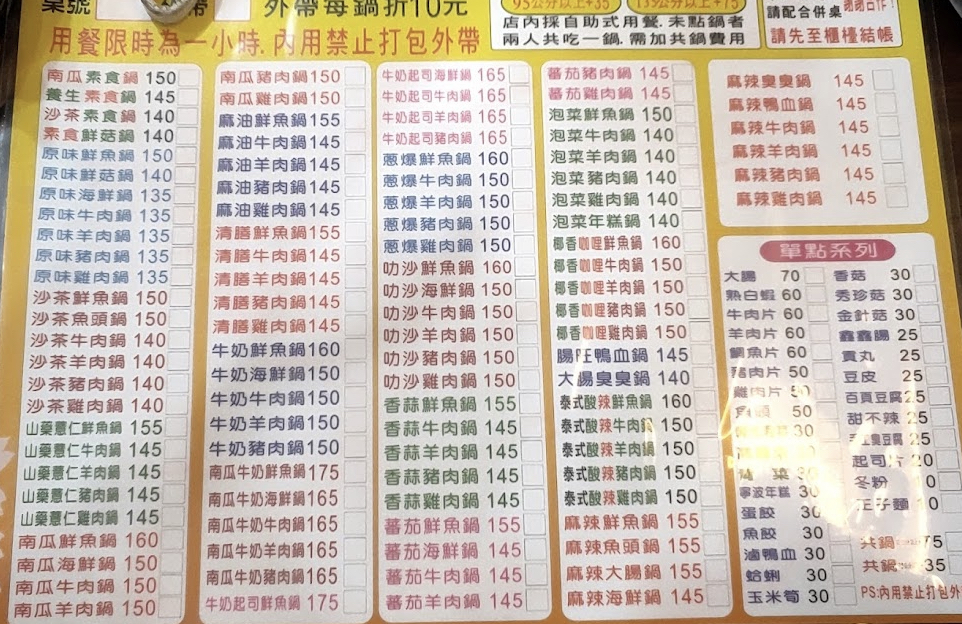 桌號
外帶每鍋折10元
用餐限時為一小時. 內用禁止打包外帶
95公分以上+35
135公分以上+75
店內採自助式用餐. 未點鍋者
兩人共吃一鍋. 需加共鍋費用
請配合併桌 謝謝合作!
請先至櫃檯結帳
南瓜素食鍋 150
養生素食鍋 145
沙茶素食鍋 140
素食鮮菇鍋 140
原味鮮魚鍋 150
原味鮮菇鍋 140
原味海鮮鍋 135
原味牛肉鍋 135
原味羊肉鍋 135
原味豬肉鍋 135
原味雞肉鍋 135
沙茶鮮魚鍋 150
沙茶魚頭鍋 150
沙茶牛肉鍋 140
沙茶羊肉鍋 140
沙茶豬肉鍋 140
沙茶雞肉鍋 140
山藥薏仁鮮魚鍋 155
山藥薏仁牛肉鍋 145
山藥薏仁羊肉鍋 145
山藥薏仁豬肉鍋 145
山藥薏仁雞肉鍋 145
南瓜鮮魚鍋 160
南瓜海鮮鍋 150
南瓜牛肉鍋 150
南瓜羊肉鍋 150
南瓜豬肉鍋 150
南瓜雞肉鍋 150
麻油鮮魚鍋 155
麻油牛肉鍋 145
麻油羊肉鍋 145
麻油豬肉鍋 145
麻油雞肉鍋 145
清膳鮮魚鍋 155
清膳牛肉鍋 145
清膳羊肉鍋 145
清膳豬肉鍋 145
清膳雞肉鍋 145
牛奶鮮魚鍋 160
牛奶海鮮鍋 150
牛奶牛肉鍋 150
牛奶羊肉鍋 150
牛奶豬肉鍋 150
南瓜牛奶鮮魚鍋 175
南瓜牛奶海鮮鍋 165
南瓜牛奶牛肉鍋 165
南瓜牛奶羊肉鍋 165
南瓜牛奶豬肉鍋 165
牛奶起司鮮魚鍋 175
牛奶起司海鮮鍋 165
牛奶起司牛肉鍋 165
牛奶起司羊肉鍋 165
牛奶起司豬肉鍋 165
蔥爆鮮魚鍋 160
蔥爆牛肉鍋 150
蔥爆羊肉鍋 150
蔥爆豬肉鍋 150
蔥爆雞肉鍋 150
叻沙鮮魚鍋 160
叻沙海鮮鍋 150
叻沙牛肉鍋 150
叻沙羊肉鍋 150
叻沙豬肉鍋 150
叻沙雞肉鍋 150
香蒜鮮魚鍋 155
香蒜牛肉鍋 145
香蒜羊肉鍋 145
香蒜豬肉鍋 145
香蒜雞肉鍋 145
蕃茄鮮魚鍋 155
蕃茄海鮮鍋 145
蕃茄牛肉鍋 145
蕃茄羊肉鍋 145
蕃茄豬肉鍋 145
蕃茄雞肉鍋 145
泡菜鮮魚鍋 150
泡菜牛肉鍋 140
泡菜羊肉鍋 140
泡菜豬肉鍋 140
泡菜雞肉鍋 140
泡菜年糕鍋 140
椰香咖哩鮮魚鍋 160
椰香咖哩牛肉鍋 150
椰香咖哩羊肉鍋 150
椰香咖哩豬肉鍋 150
椰香咖哩雞肉鍋 150
腸旺鴨血鍋 145
大腸臭臭鍋 140
泰式酸辣鮮魚鍋 160
泰式酸辣牛肉鍋 150
泰式酸辣羊肉鍋 150
泰式酸辣豬肉鍋 150
泰式酸辣雞肉鍋 150
麻辣鮮魚鍋 155
麻辣魚頭鍋 155
麻辣大腸鍋 155
麻辣海鮮鍋 145
麻辣臭臭鍋 145
麻辣鴨血鍋 145
麻辣牛肉鍋 145
麻辣羊肉鍋 145
麻辣豬肉鍋 145
麻辣雞肉鍋 145
單點系列
大腸 70
熟白蝦 60
牛肉片 60
羊肉片 60
鯛魚片 60
豬肉片 50
雞肉片 50
魚頭 50
30
菜 30
寧波年糕 30
蛋餃 30
魚餃 30
滷鴨血 30
蛤蜊 30
玉米筍 30
香菇 30
秀珍菇 30
金針菇 30
鑫鑫腸 25
貢丸 25
豆皮 25
百頁豆腐 25
甜不辣 25
臭豆腐 25
起司片 20
冬粉 10
王子麵 10
共鍋 75
共鍋 35
PS:內用禁止打包外